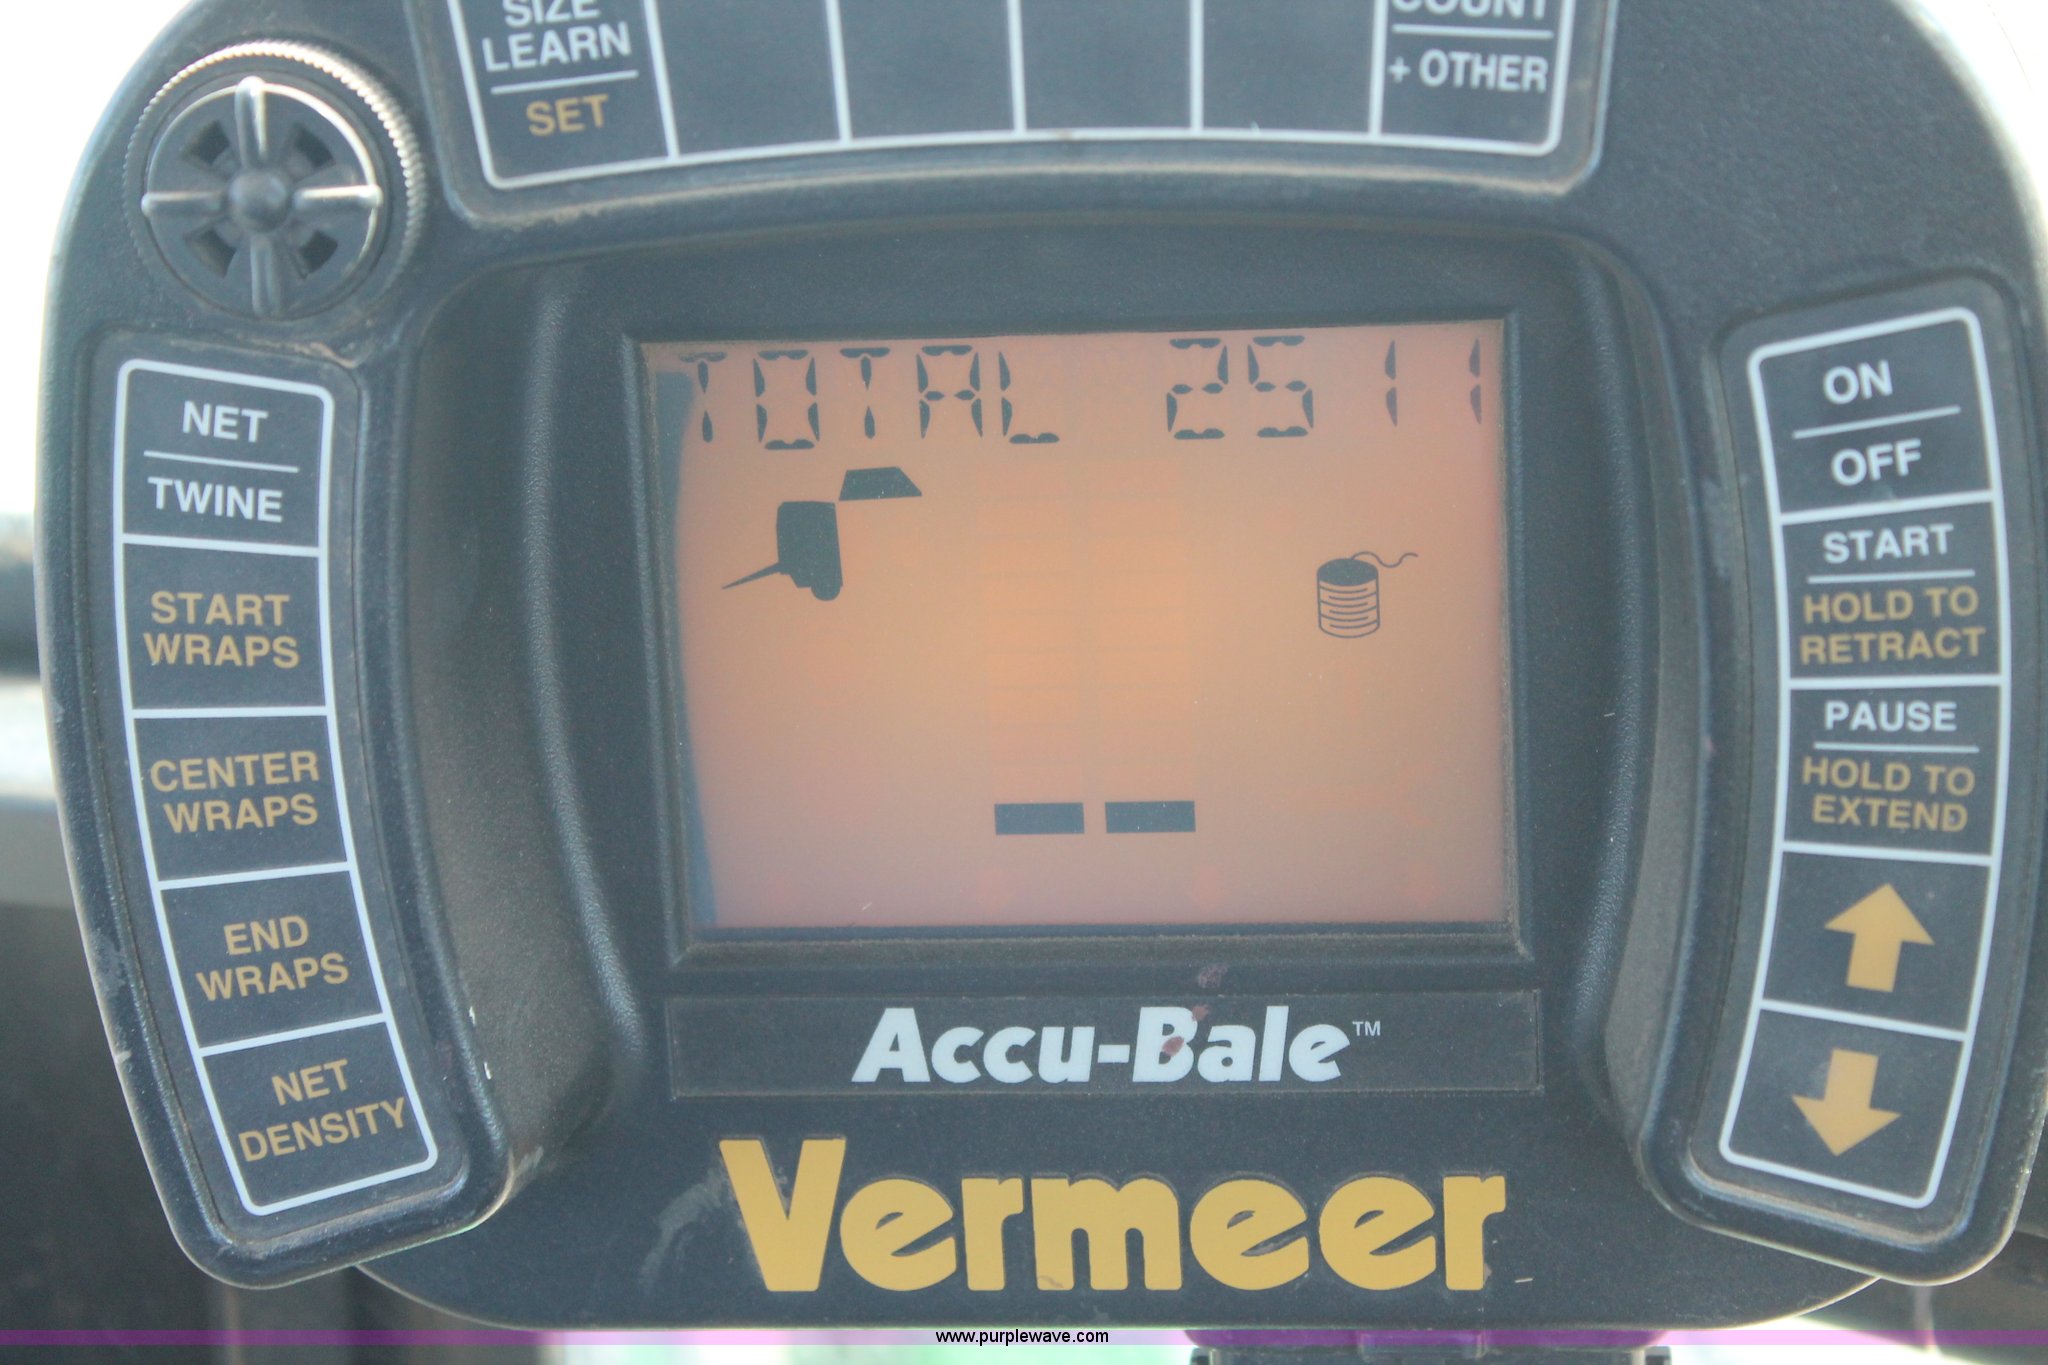 SIZE
LEARN
SET
COUNT
+ OTHER
NET
TWINE
START
WRAPS
CENTER
WRAPS
END
WRAPS
NET
DENSITY
TOTAL 2511
ON
OFF
START
HOLD TO
RETRACT
PAUSE
HOLD TO
EXTEND
Accu-Bale™
Vermeer
www.purplewave.com